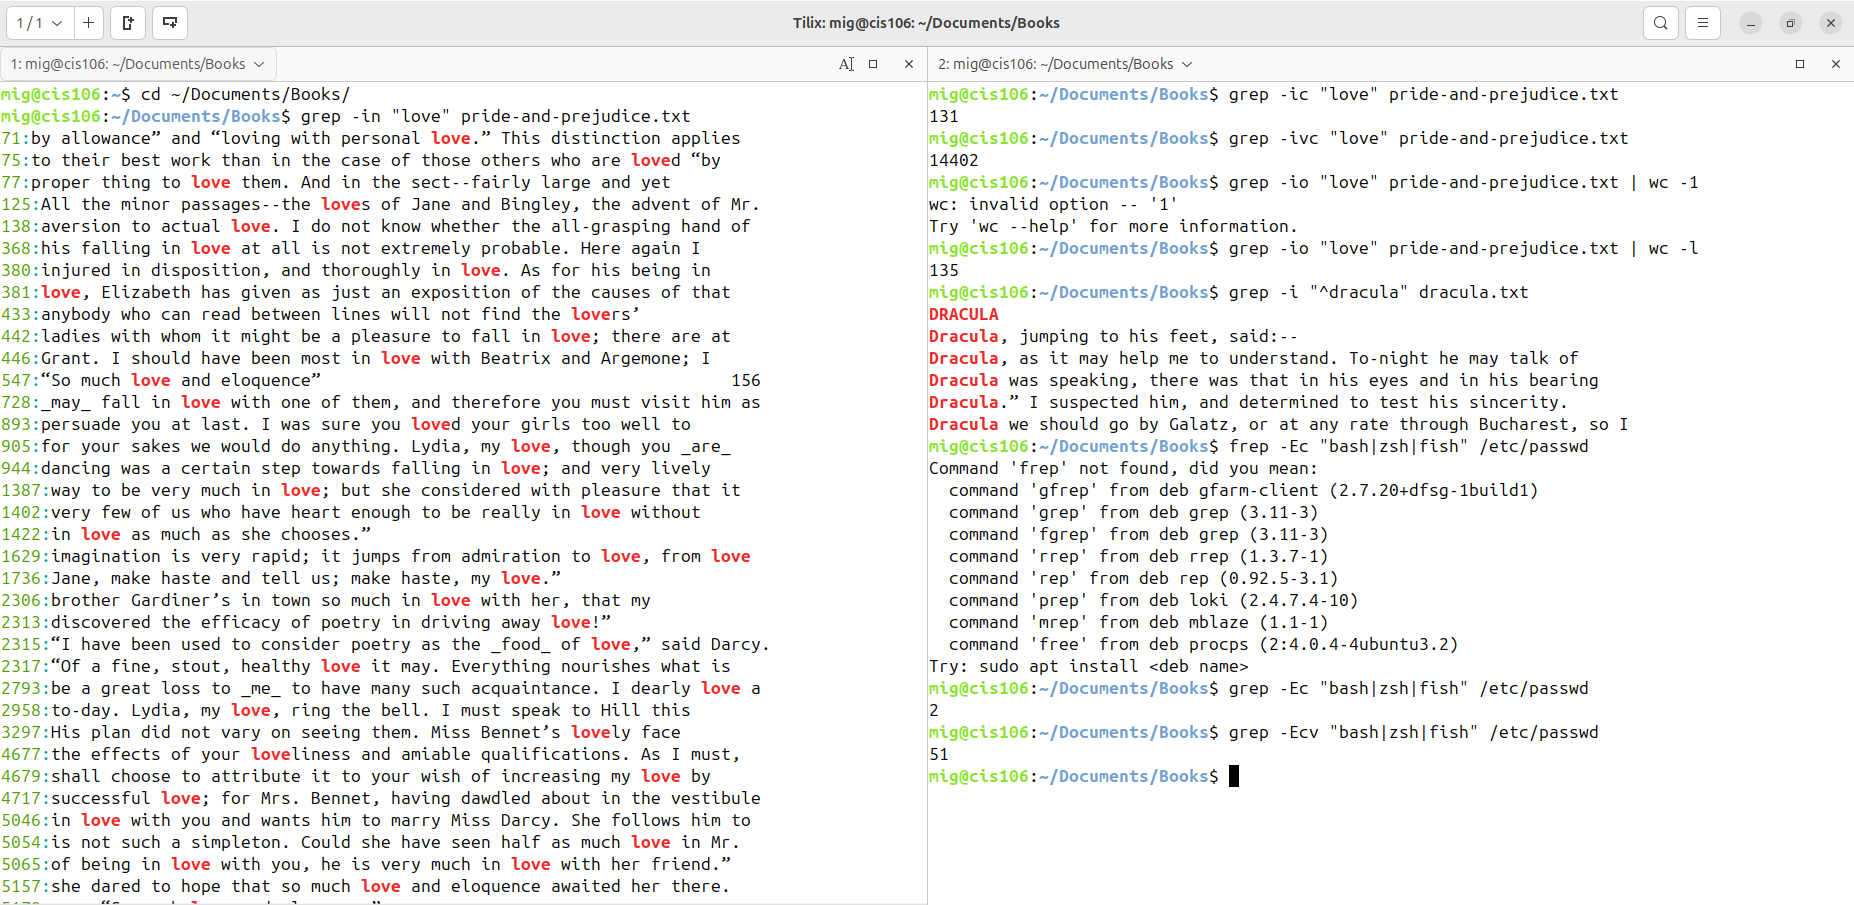 1 / 1
Tilix: mig@cis106: ~/Documents/Books
1: mig@cis106: ~/Documents/Books
mig@cis106:~$ cd ~/Documents/Books/
mig@cis106:~/Documents/Books$ grep -in "love" pride-and-prejudice.txt
71:by allowance” and “loving with personal love.” This distinction applies
75:to their best work than in the case of those others who are loved “by
77:proper thing to love them. And in the sect--fairly large and yet
125:All the minor passages--the loves of Jane and Bingley, the advent of Mr.
138:aversion to actual love. I do not know whether the all-grasping hand of
368:his falling in love at all is not extremely probable. Here again I
380:injured in disposition, and thoroughly in love. As for his being in
381:love, Elizabeth has given as just an exposition of the causes of that
433:anybody who can read between lines will not find the lovers’
442:ladies with whom it might be a pleasure to fall in love; there are at
446:Grant. I should have been most in love with Beatrix and Argemone; I
547:“So much love and eloquence” 156
728:_may_ fall in love with one of them, and therefore you must visit him as
893:persuade you at last. I was sure you loved your girls too well to
905:for your sakes we would do anything. Lydia, my love, though you _are_
944:dancing was a certain step towards falling in love; and very lively
1387:way to be very much in love; but she considered with pleasure that it
1402:very few of us who have heart enough to be really in love without
1422:in love as much as she chooses.”
1629:imagination is very rapid; it jumps from admiration to love, from love
1736:Jane, make haste and tell us; make haste, my love.”
2306:brother Gardiner’s in town so much in love with her, that my
2313:discovered the efficacy of poetry in driving away love!”
2315:“I have been used to consider poetry as the _food_ of love,” said Darcy.
2317:“Of a fine, stout, healthy love it may. Everything nourishes what is
2793:be a great loss to _me_ to have many such acquaintance. I dearly love a
2958:to-day. Lydia, my love, ring the bell. I must speak to Hill this
3297:His plan did not vary on seeing them. Miss Bennet’s lovely face
4677:the effects of your loveliness and amiable qualifications. As I must,
4679:shall choose to attribute it to your wish of increasing my love by
4717:successful love; for Mrs. Bennet, having dawdled about in the vestibule
5046:in love with you and wants him to marry Miss Darcy. She follows him to
5054:is not such a simpleton. Could she have seen half as much love in Mr.
5065:of being in love with you, he is very much in love with her friend.”
5157:she dared to hope that so much love and eloquence awaited her there.
2: mig@cis106: ~/Documents/Books
mig@cis106:~/Documents/Books$ grep -ic "love" pride-and-prejudice.txt
131
mig@cis106:~/Documents/Books$ grep -ivc "love" pride-and-prejudice.txt
14402
mig@cis106:~/Documents/Books$ grep -io "love" pride-and-prejudice.txt | wc -1
wc: invalid option -- '1'
Try 'wc --help' for more information.
mig@cis106:~/Documents/Books$ grep -io "love" pride-and-prejudice.txt | wc -l
135
mig@cis106:~/Documents/Books$ grep -i "^dracula" dracula.txt
DRACULA
Dracula, jumping to his feet, said:--
Dracula, as it may help me to understand. To-night he may talk of
Dracula was speaking, there was that in his eyes and in his bearing
Dracula.” I suspected him, and determined to test his sincerity.
Dracula we should go by Galatz, or at any rate through Bucharest, so I
mig@cis106:~/Documents/Books$ frep -Ec "bash|zsh|fish" /etc/passwd
Command 'frep' not found, did you mean:
command 'gfrep' from deb gfarm-client (2.7.20+dfsg-1build1)
command 'grep' from deb grep (3.11-3)
command 'fgrep' from deb grep (3.11-3)
command 'rrep' from deb rrep (1.3.7-1)
command 'rep' from deb rep (0.92.5-3.1)
command 'prep' from deb loki (2.4.7.4-10)
command 'mrep' from deb mblaze (1.1-1)
command 'free' from deb procps (2:4.0.4-4ubuntu3.2)
Try: sudo apt install <deb name>
mig@cis106:~/Documents/Books$ grep -Ec "bash|zsh|fish" /etc/passwd
2
mig@cis106:~/Documents/Books$ grep -Ecv "bash|zsh|fish" /etc/passwd
51
mig@cis106:~/Documents/Books$